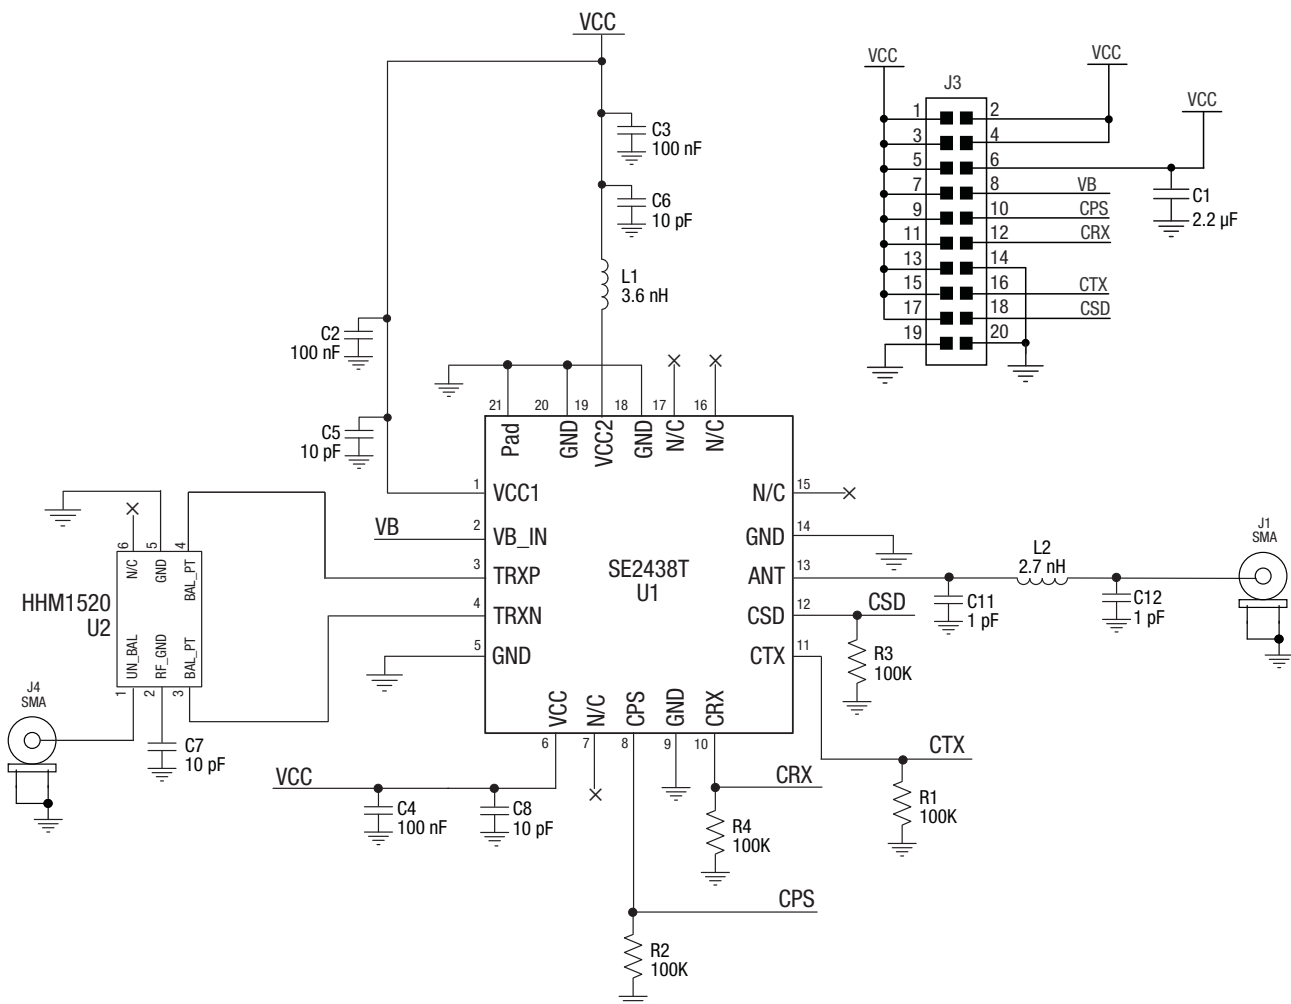 VCC
C3
100 nF
C6
10 pF
L1
3.6 nH
C2
100 nF
C5
10 pF
VCC
VCC
VCC
J3
1 2
3 4
5 6
7 8 VB
9 10 CPS
11 12 CRX
13 14
15 16 CTX
17 18 CSD
19 20
C1
2.2 µF
21 20 19 18 17 16
Pad GND VCC2 GND N/C N/C
1 VCC1
VB 2 VB_IN
3 TRXP
4 TRXN
5 GND
SE2438T
U1
N/C 15
GND 14
ANT 13
CSD 12 CSD
CTX 11
VCC N/C CPS GND CRX
6 7 8 9 10
6 5 4
N/C GND BAL_PT
HHM1520
U2
UN_BAL RF_GND BAL_PT
1 2 3
J4
SMA
C7
10 pF
L2
2.7 nH
J1
SMA
C11
1 pF
C12
1 pF
R3
100K
CTX
R1
100K
CRX
R4
100K
VCC
C4
100 nF
C8
10 pF
CPS
R2
100K